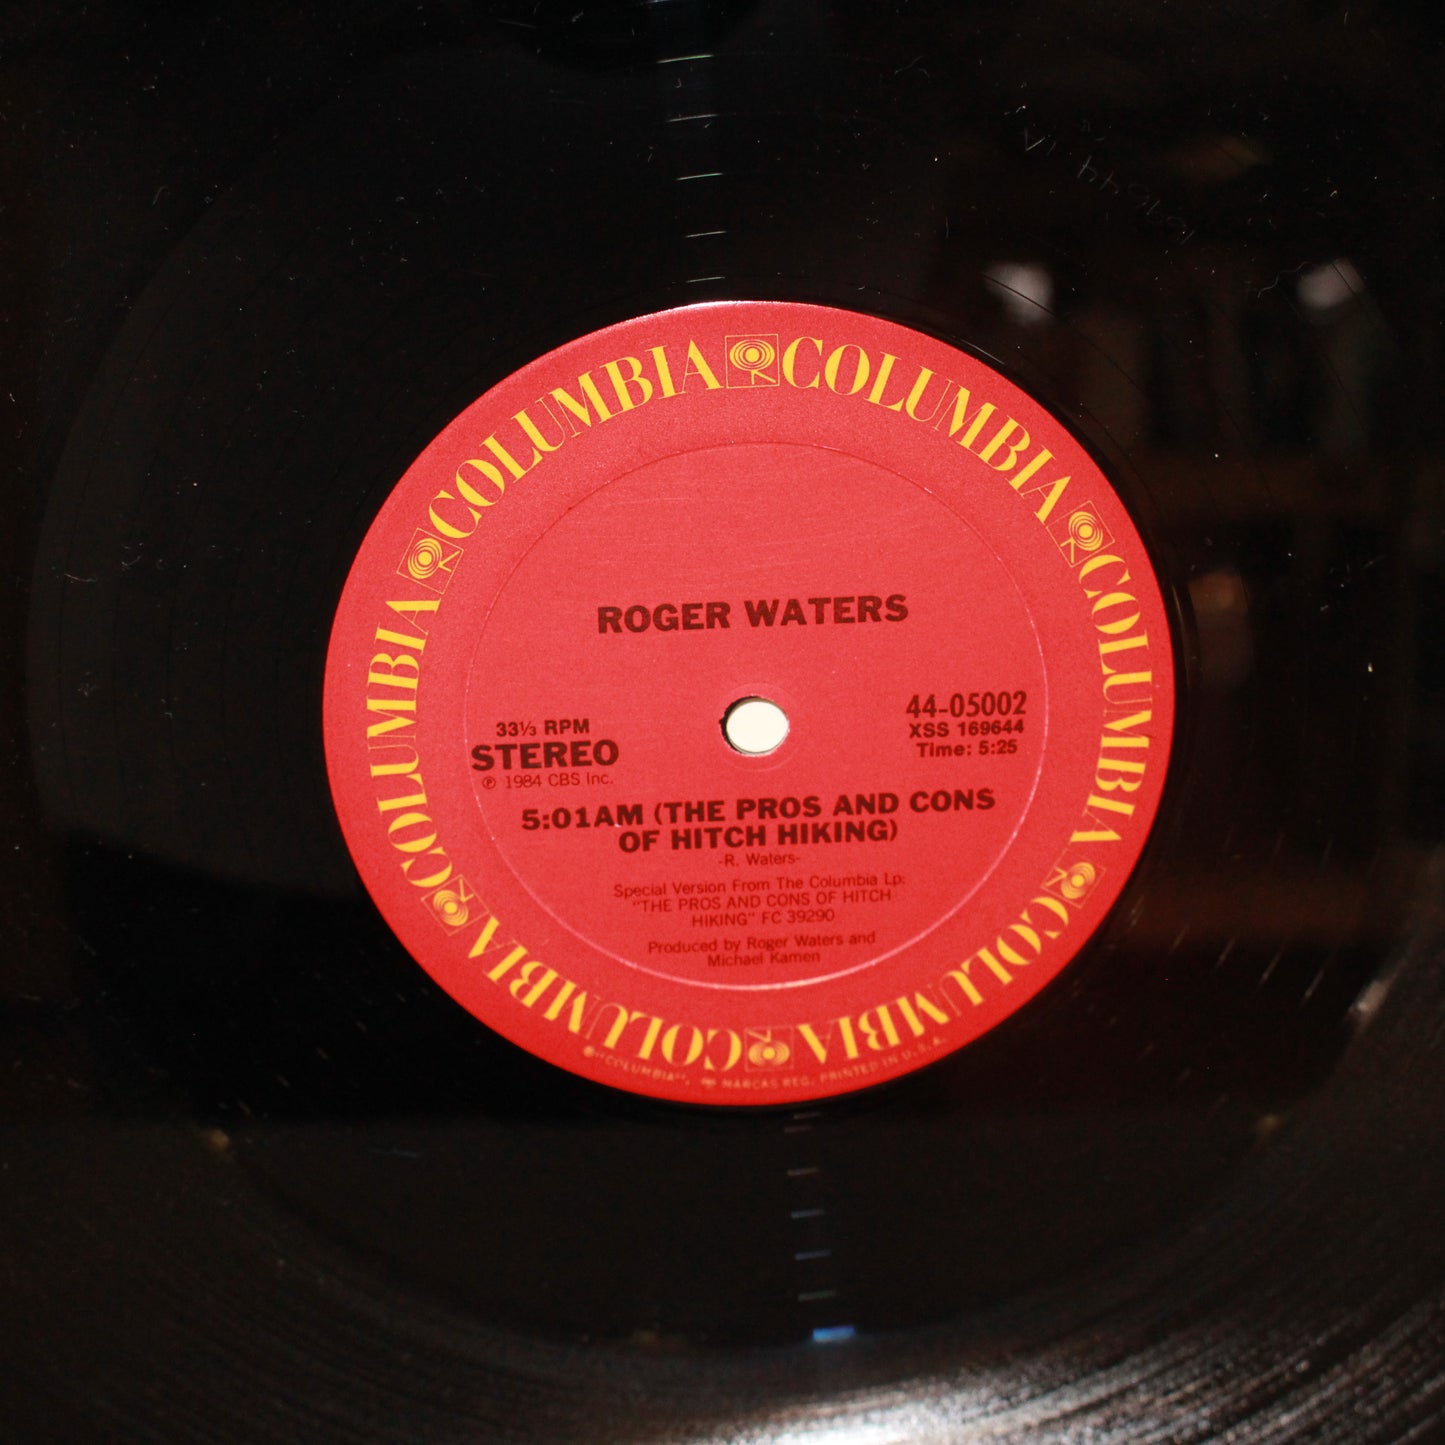 COLUMBIA COLUMBIA COLUMBIA COLUMBIA COLUMBIA COLUMBIA COLUMBIA
ROGER WATERS
33⅓ RPM
STEREO
℗ 1984 CBS Inc.
44-05002
XSS 169644
Time: 5:25
5:01AM (THE PROS AND CONS
OF HITCH HIKING)
-R. Waters-
Special Version From The Columbia Lp:
"THE PROS AND CONS OF HITCH
HIKING" FC 39290
Produced by Roger Waters and
Michael Kamen
"COLUMBIA", MARCAS REG. PRINTED IN U.S.A.